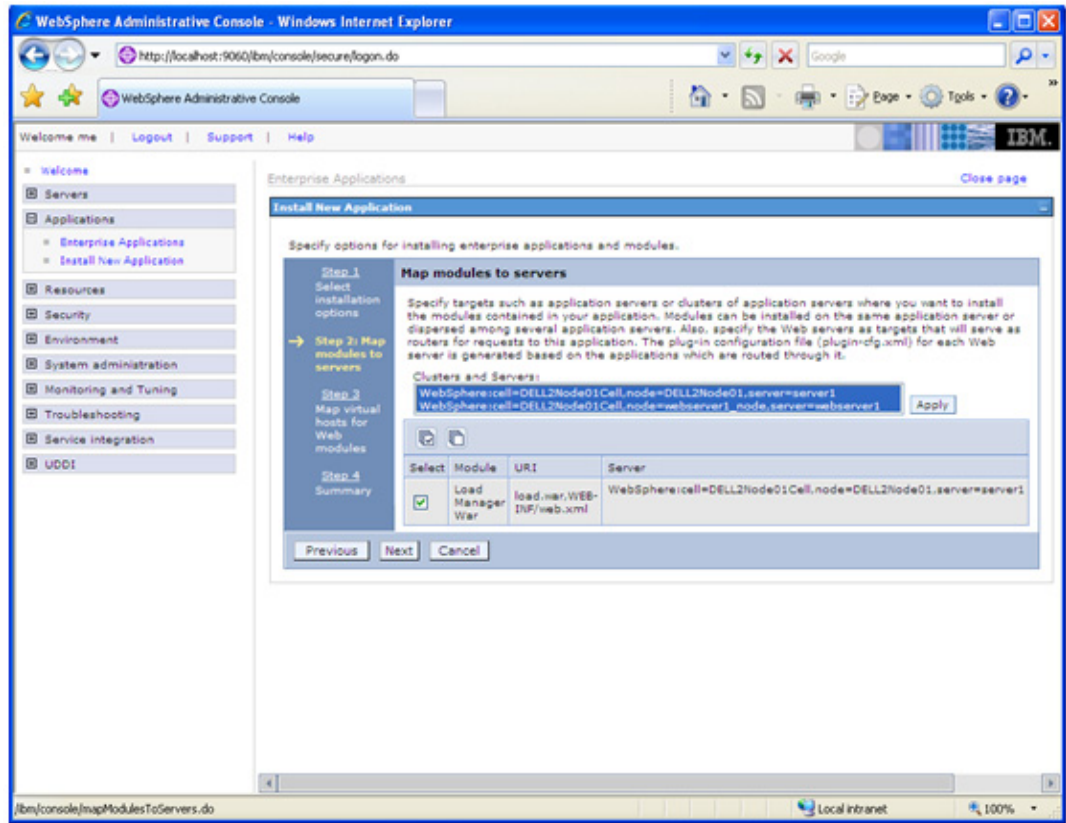 WebSphere Administrative Console - Windows Internet Explorer
http://localhost:9060/ibm/console/secure/logon.do
Google
WebSphere Administrative Console
Page
Tools
Welcome me | Logout | Support | Help
IBM.
Welcome
Servers
Applications
Enterprise Applications
Install New Application
Resources
Security
Environment
System administration
Monitoring and Tuning
Troubleshooting
Service integration
UDDI
Enterprise Applications
Close page
Install New Application
Specify options for installing enterprise applications and modules.
Step 1
Select
installation
options
Step 2: Map
modules to
servers
Step 3
Map virtual
hosts for
Web
modules
Step 4
Summary
Map modules to servers
Specify targets such as application servers or clusters of application servers where you want to install
the modules contained in your application. Modules can be installed on the same application server or
dispersed among several application servers. Also, specify the Web servers as targets that will serve as
routers for requests to this application. The plug-in configuration file (plugin-cfg.xml) for each Web
server is generated based on the applications which are routed through it.
Clusters and Servers:
WebSphere:cell=DELL2Node01Cell,node=DELL2Node01,server=server1
WebSphere:cell=DELL2Node01Cell,node=webserver1_node,server=webserver1
Apply
Select Module URI Server
Load
Manager
War
load.war,WEB-
INF/web.xml
WebSphere:cell=DELL2Node01Cell,node=DELL2Node01,server=server1
Previous Next Cancel
/ibm/console/mapModulesToServers.do
Local intranet
100%